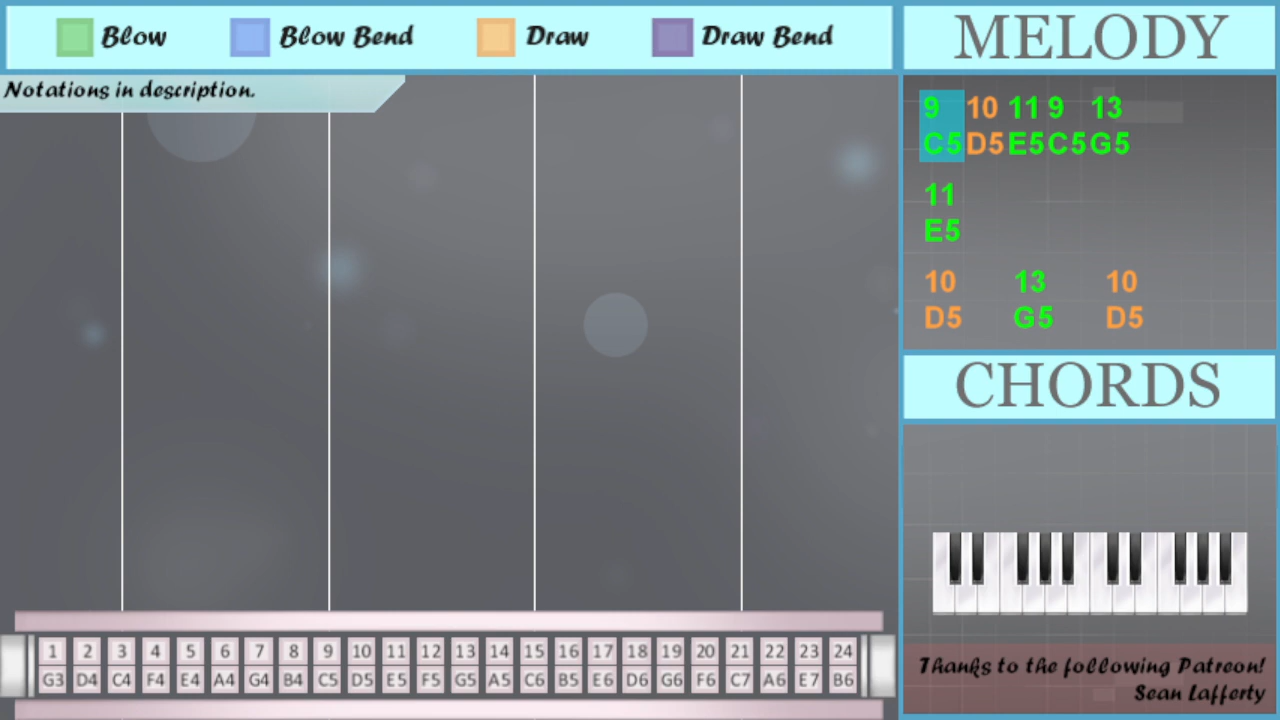 Blow Blow Bend Draw Draw Bend
Notations in description.
MELODY
9 10 11 9 13
C5 D5 E5 C5 G5
11
E5
10 13 10
D5 G5 D5
CHORDS
1 2 3 4 5 6 7 8 9 10 11 12 13 14 15 16 17 18 19 20 21 22 23 24
G3 D4 C4 F4 E4 A4 G4 B4 C5 D5 E5 F5 G5 A5 C6 B5 E6 D6 G6 F6 C7 A6 E7 B6
Thanks to the following Patreon!
Sean Lafferty